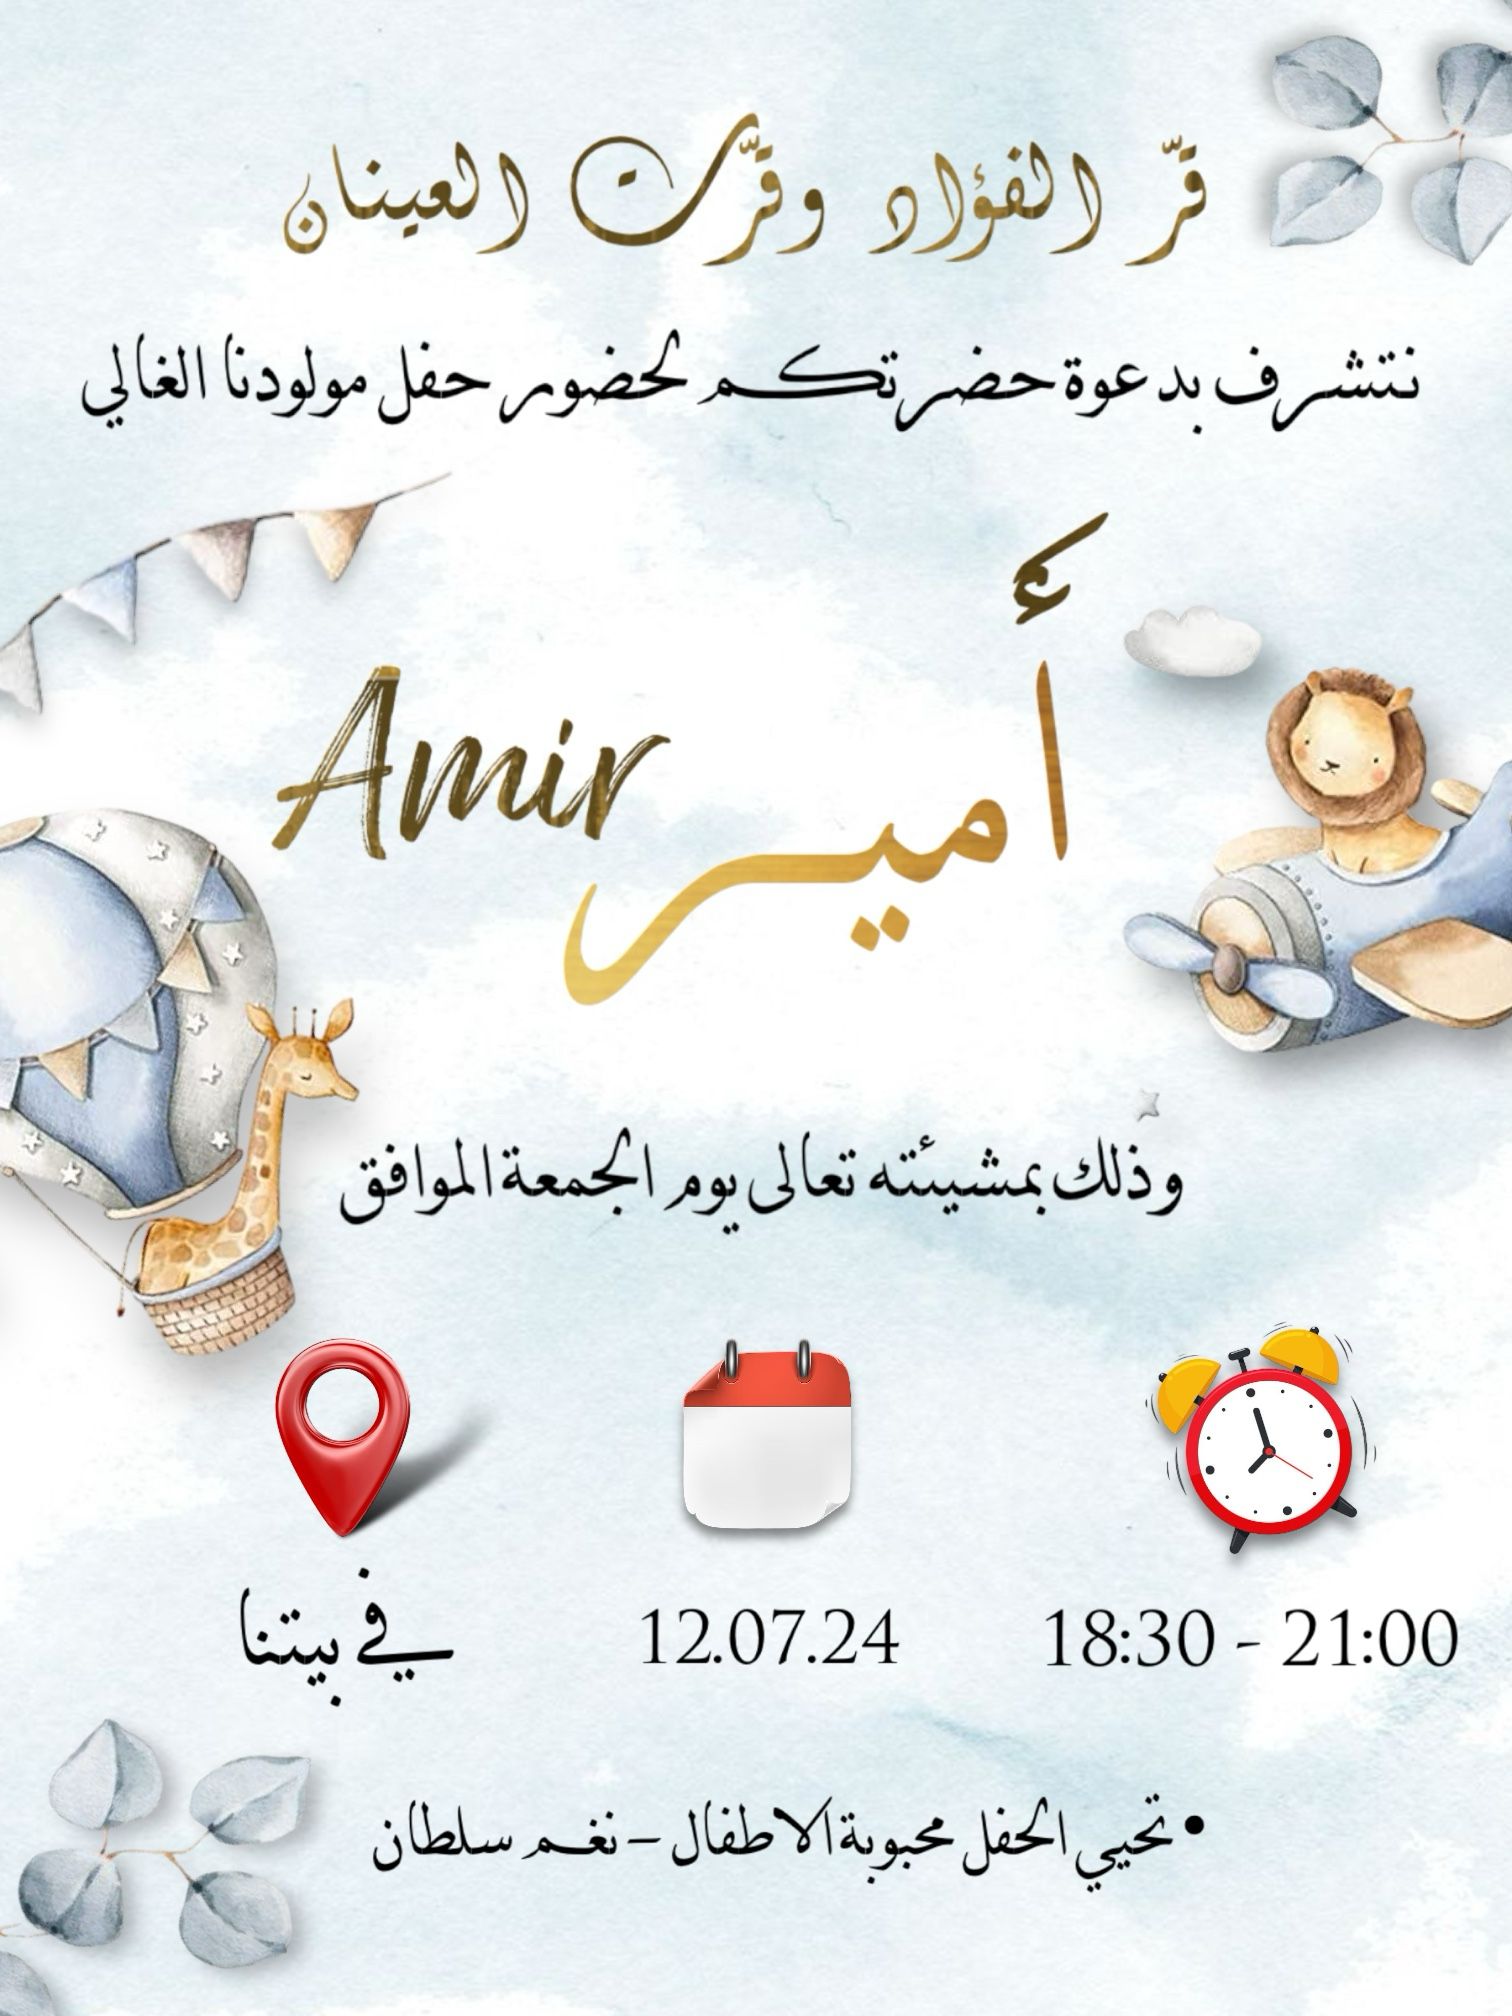 قرّ الفؤاد وقرّت العينان
نتشرف بدعوة حضرتكم لحضور حفل مولودنا الغالي
أمير
Amir
وذلك بمشيئته تعالى يوم الجمعة الموافق
18:30 - 21:00
12.07.24
في بيتنا
• تحيي الحفل محبوبة الاطفال – نغم سلطان